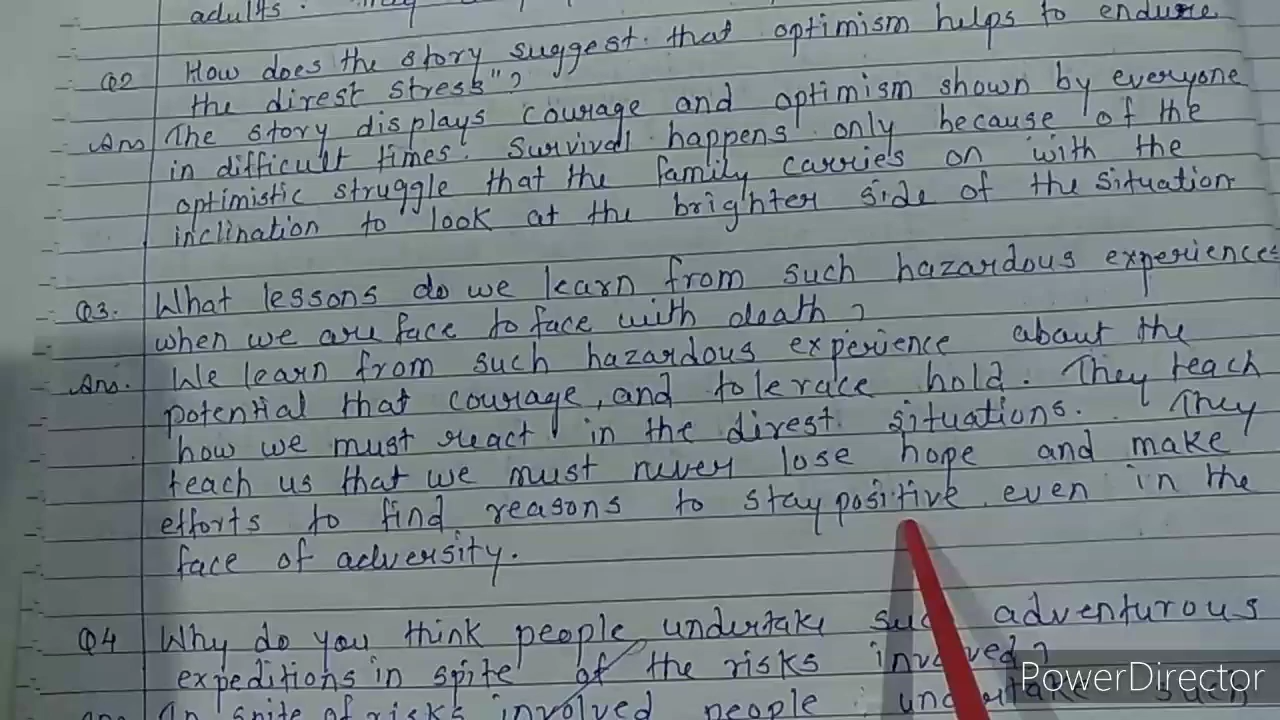 adults.
Q2 How does the story suggest that optimism helps to endure
the direst stress"?
Ans The story displays courage and optimism shown by everyone
in difficult times. Survival happens only because of the
optimistic struggle that the family carries on with the
inclination to look at the brighter side of the situation
Q3. What lessons do we learn from such hazardous experiences
when we are face to face with death?
Ans. We learn from such hazardous experience about the
potential that courage, and tolerace hold. They teach
how we must react in the direst situations. They
teach us that we must never lose hope and make
efforts to find reasons to stay positive even in the
face of adversity.
Q4 Why do you think people undertake such adventurous
expeditions in spite of the risks involved?
Ans In spite of risks involved people undertake such
PowerDirector